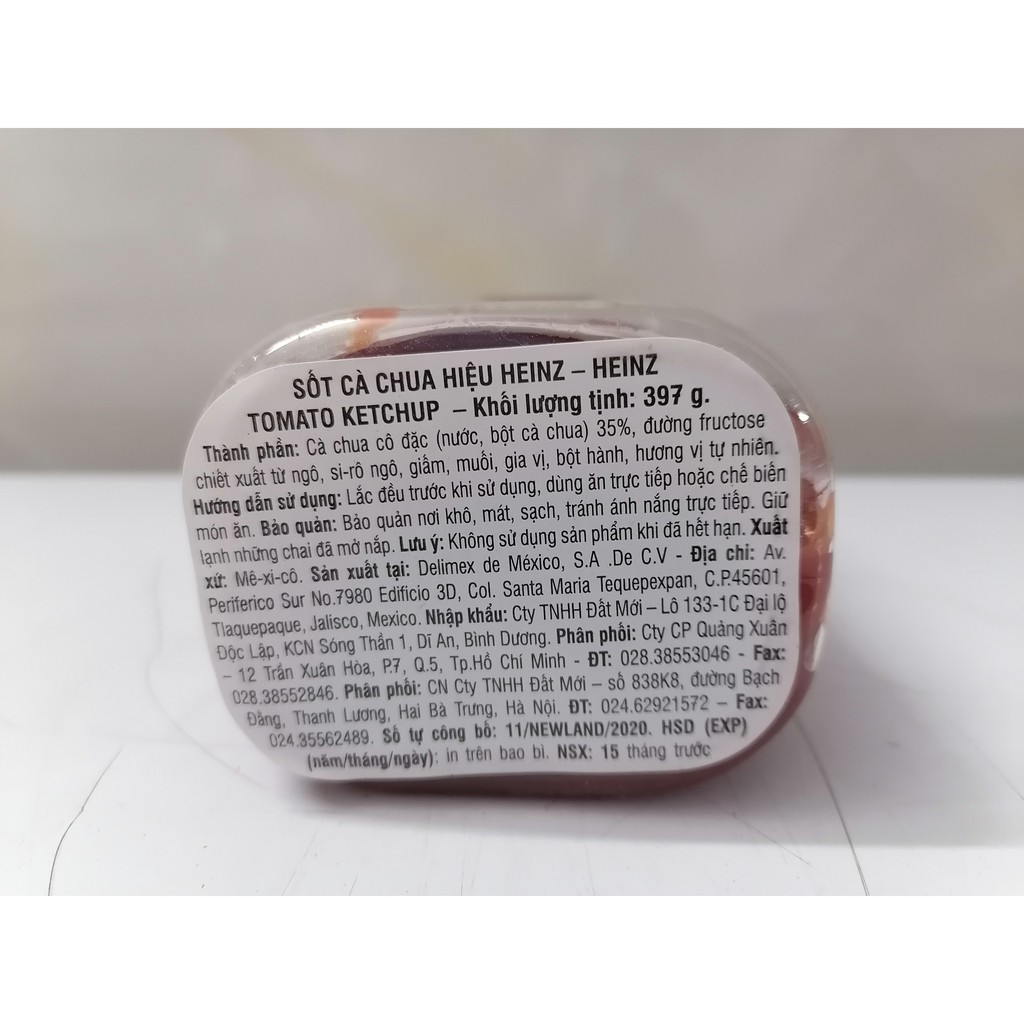 SỐT CÀ CHUA HIỆU HEINZ – HEINZ
TOMATO KETCHUP – Khối lượng tịnh: 397 g.
Thành phần: Cà chua cô đặc (nước, bột cà chua) 35%, đường fructose
chiết xuất từ ngô, si-rô ngô, giấm, muối, gia vị, bột hành, hương vị tự nhiên.
Hướng dẫn sử dụng: Lắc đều trước khi sử dụng, dùng ăn trực tiếp hoặc chế biến
món ăn. Bảo quản: Bảo quản nơi khô, mát, sạch, tránh ánh nắng trực tiếp. Giữ
lạnh những chai đã mở nắp. Lưu ý: Không sử dụng sản phẩm khi đã hết hạn. Xuất
xứ: Mê-xi-cô. Sản xuất tại: Delimex de México, S.A .De C.V - Địa chỉ: Av.
Periferico Sur No.7980 Edificio 3D, Col. Santa Maria Tequepexpan, C.P.45601,
Tlaquepaque, Jalisco, Mexico. Nhập khẩu: Cty TNHH Đất Mới – Lô 133-1C Đại lộ
Độc Lập, KCN Sóng Thần 1, Dĩ An, Bình Dương. Phân phối: Cty CP Quảng Xuân
– 12 Trần Xuân Hòa, P.7, Q.5, Tp.Hồ Chí Minh - ĐT: 028.38553046 - Fax:
028.38552846. Phân phối: CN Cty TNHH Đất Mới – số 838K8, đường Bạch
Đằng, Thanh Lương, Hai Bà Trưng, Hà Nội. ĐT: 024.62921572 – Fax:
024.35562489. Số tự công bố: 11/NEWLAND/2020. HSD (EXP)
(năm/tháng/ngày): in trên bao bì. NSX: 15 tháng trước